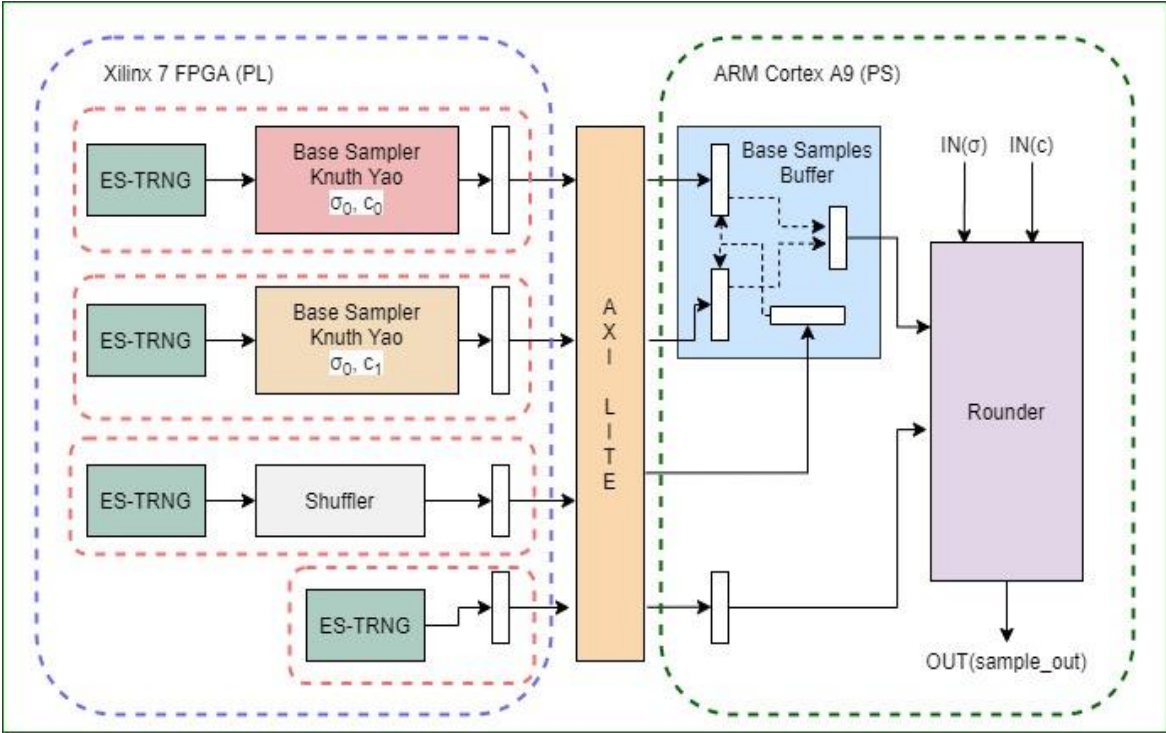 Xilinx 7 FPGA (PL)
ARM Cortex A9 (PS)
ES-TRNG
Base Sampler
Knuth Yao
σ₀, c₀
Base Samples
Buffer
IN(σ)
IN(c)
ES-TRNG
Base Sampler
Knuth Yao
σ₀, c₁
A
X
I
L
I
T
E
Rounder
ES-TRNG
Shuffler
ES-TRNG
OUT(sample_out)